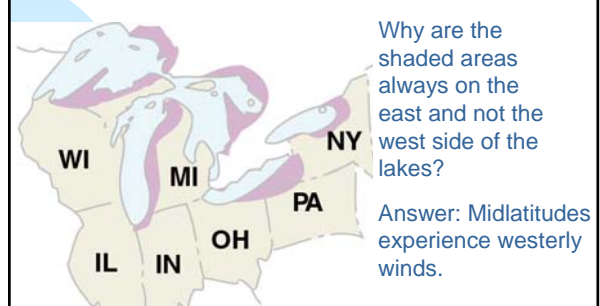 Why are the
shaded areas
always on the
east and not the
west side of the
lakes?
Answer: Midlatitudes
experience westerly
winds.
WI
MI
NY
PA
OH
IL
IN